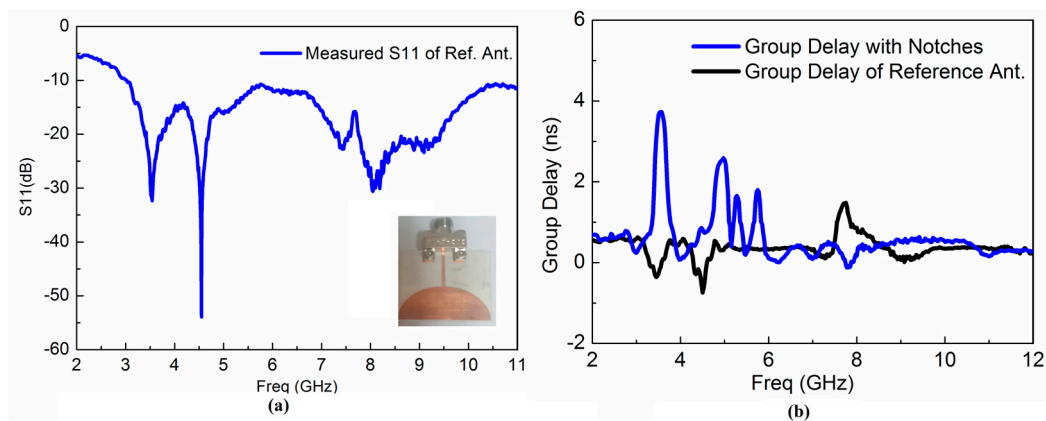 0
-10
-20
-30
-40
-50
-60
S11(dB)
Measured S11 of Ref. Ant.
2 3 4 5 6 7 8 9 10 11
Freq (GHz)
(a)
6
4
2
0
-2
Group Delay (ns)
Group Delay with Notches
Group Delay of Reference Ant.
2 4 6 8 10 12
Freq (GHz)
(b)